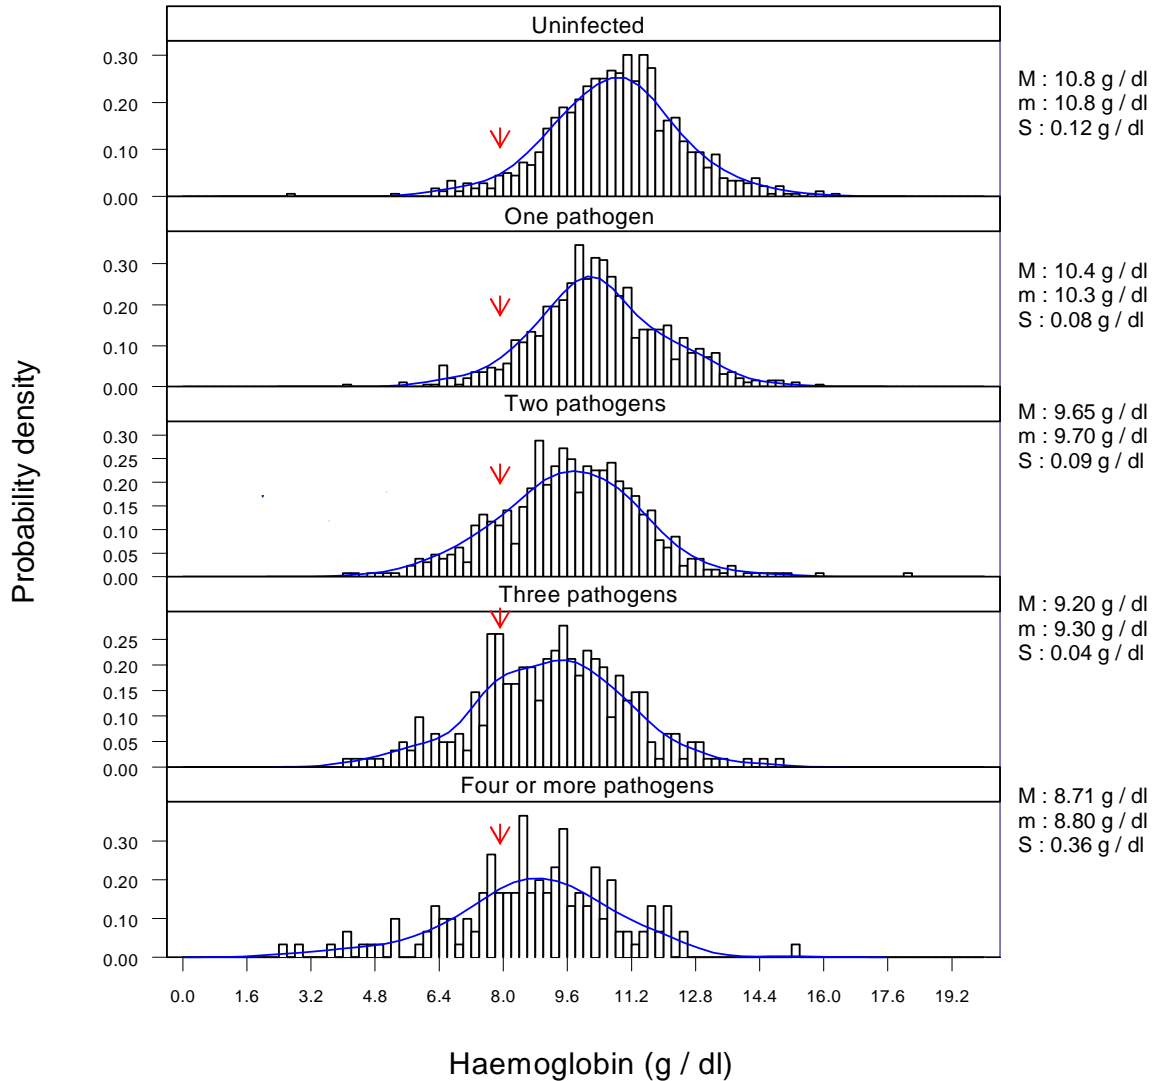 Uninfected
0.30
0.20
0.10
0.00
M : 10.8 g / dl
m : 10.8 g / dl
S : 0.12 g / dl
One pathogen
0.30
0.20
0.10
0.00
M : 10.4 g / dl
m : 10.3 g / dl
S : 0.08 g / dl
Two pathogens
0.30
0.25
0.20
0.15
0.10
0.05
0.00
M : 9.65 g / dl
m : 9.70 g / dl
S : 0.09 g / dl
Three pathogens
0.25
0.20
0.15
0.10
0.05
0.00
M : 9.20 g / dl
m : 9.30 g / dl
S : 0.04 g / dl
Four or more pathogens
0.30
0.20
0.10
0.00
M : 8.71 g / dl
m : 8.80 g / dl
S : 0.36 g / dl
Probability density
0.0 1.6 3.2 4.8 6.4 8.0 9.6 11.2 12.8 14.4 16.0 17.6 19.2
Haemoglobin (g / dl)